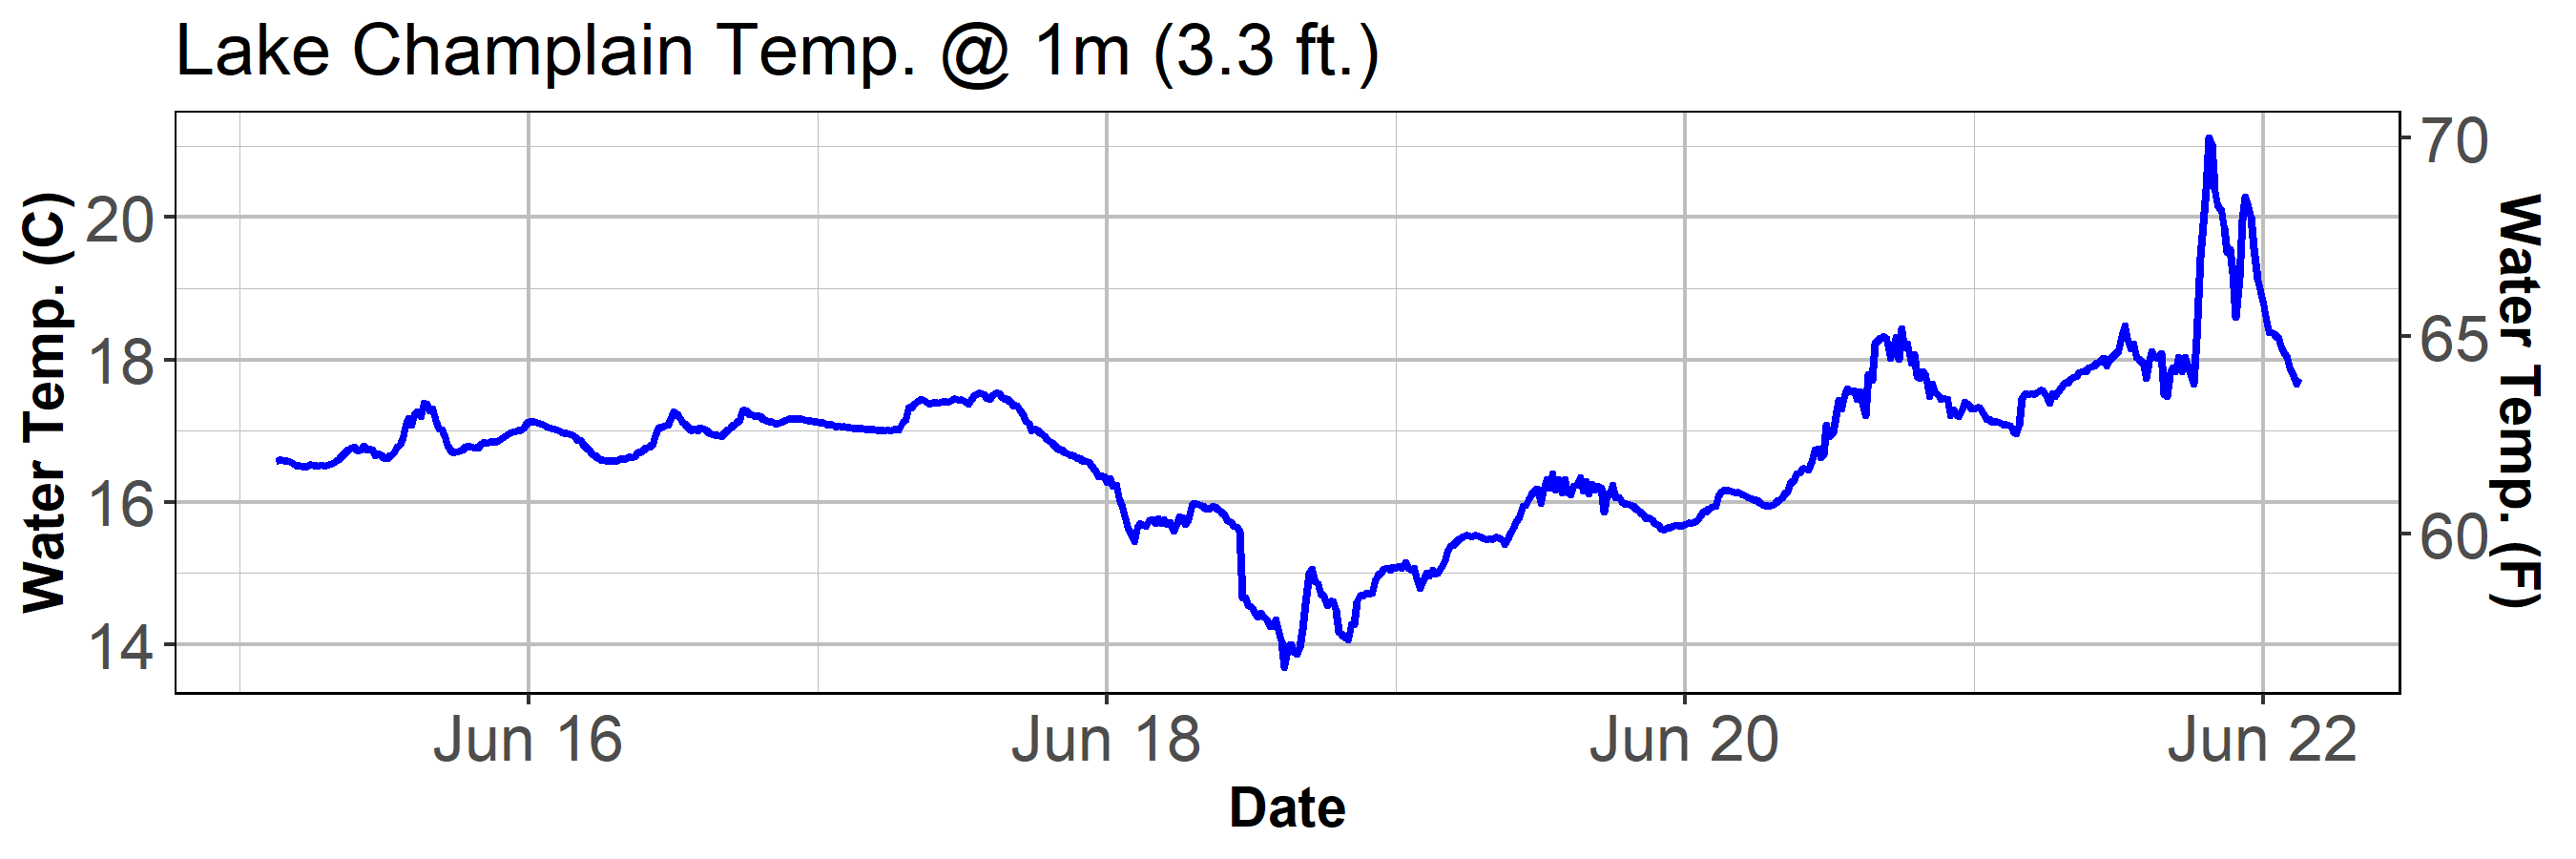 Lake Champlain Temp. @ 1m (3.3 ft.)
Water Temp. (C)
20
18
16
14
70
65
60
Water Temp. (F)
Jun 16 Jun 18 Jun 20 Jun 22
Date